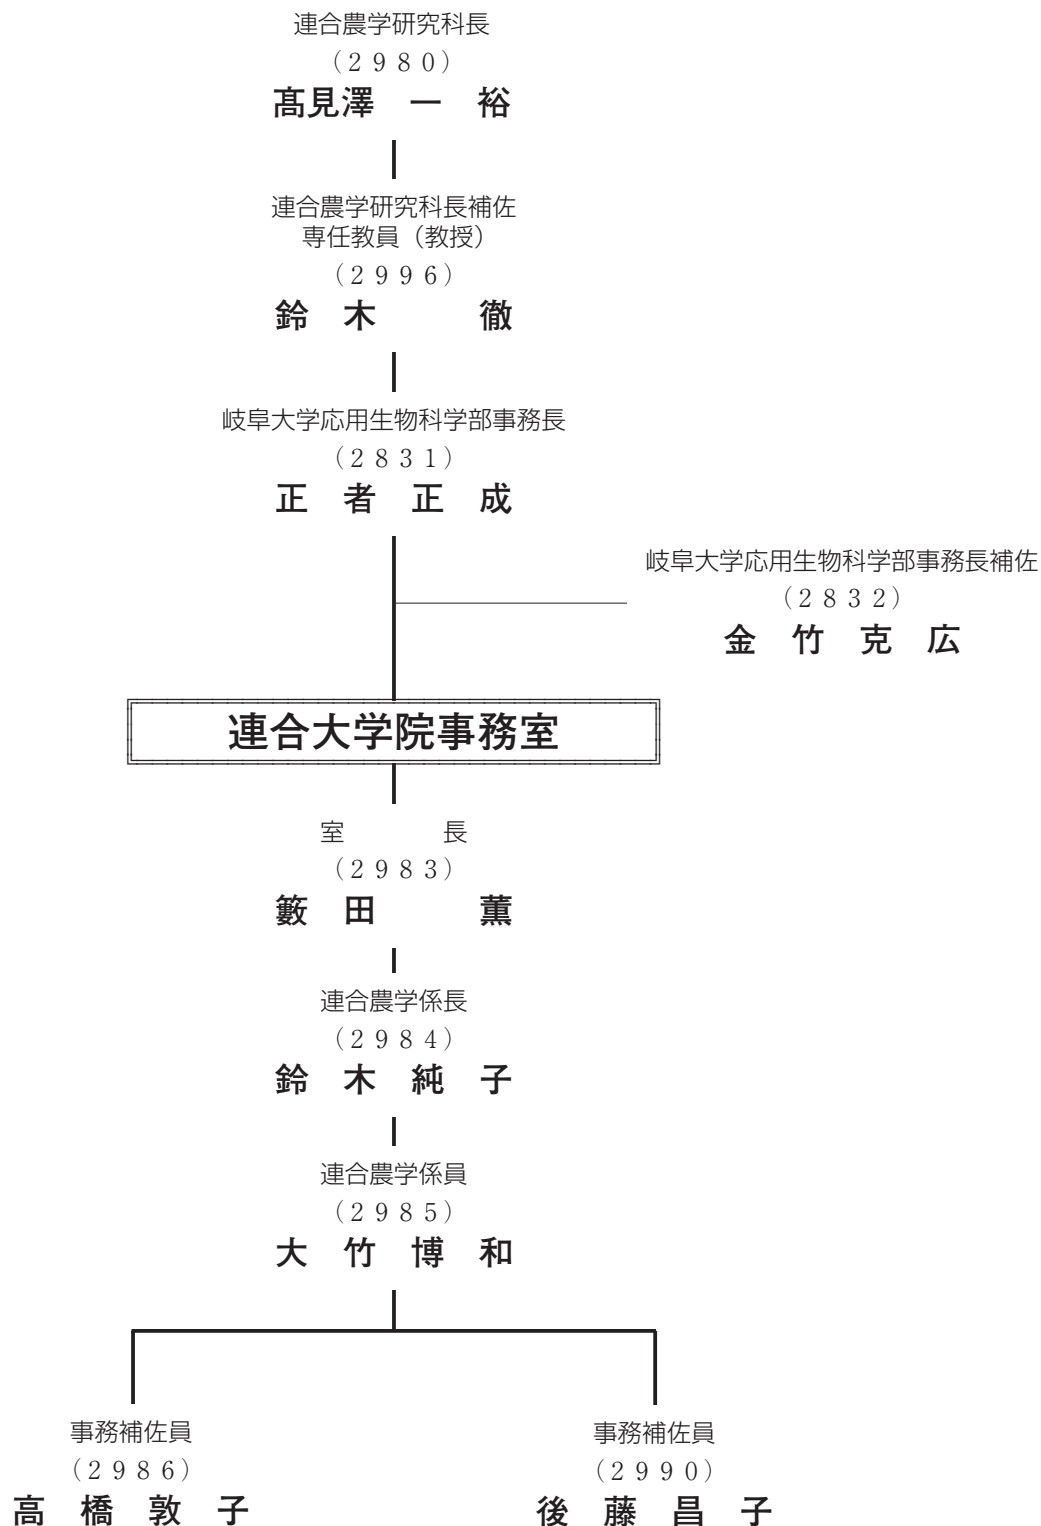 連合農学研究科長
（２９８０）
髙見澤　一　裕
連合農学研究科長補佐
専任教員（教授）
（２９９６）
鈴　木　　　徹
岐阜大学応用生物科学部事務長
（２８３１）
正　者　正　成
岐阜大学応用生物科学部事務長補佐
（２８３２）
金　竹　克　広
連合大学院事務室
室　　　　長
（２９８３）
籔　田　　　薫
連合農学係長
（２９８４）
鈴　木　純　子
連合農学係員
（２９８５）
大　竹　博　和
事務補佐員
（２９８６）
高　橋　敦　子
事務補佐員
（２９９０）
後　藤　昌　子